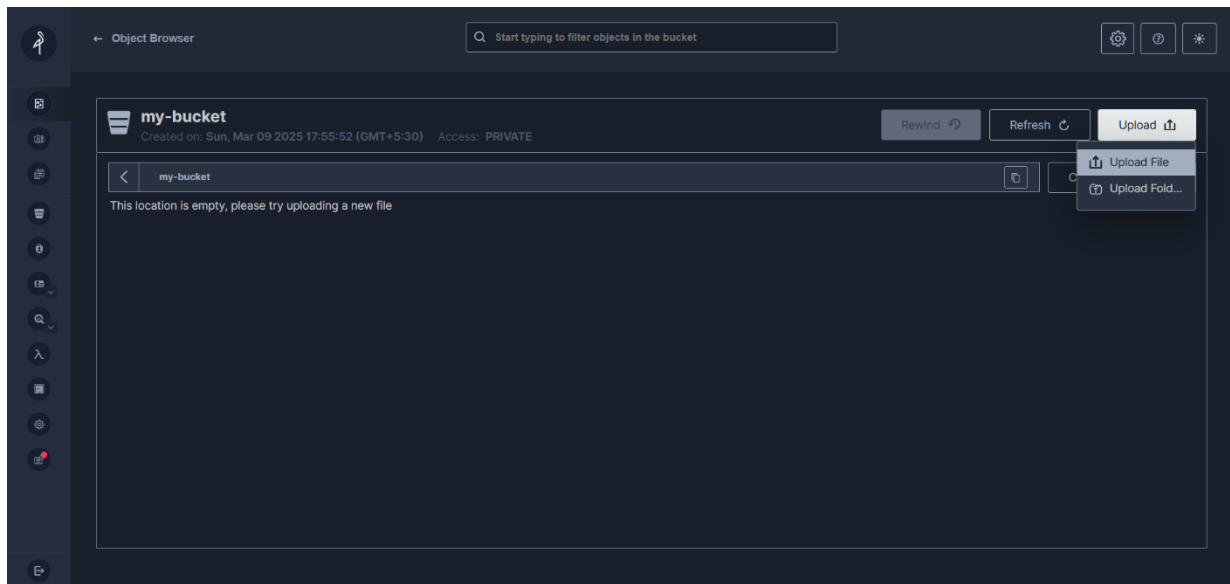 ← Object Browser
Start typing to filter objects in the bucket
my-bucket
Created on: Sun, Mar 09 2025 17:55:52 (GMT+5:30) Access: PRIVATE
Rewind
Refresh
Upload
my-bucket
C
Upload File
Upload Fold...
This location is empty, please try uploading a new file